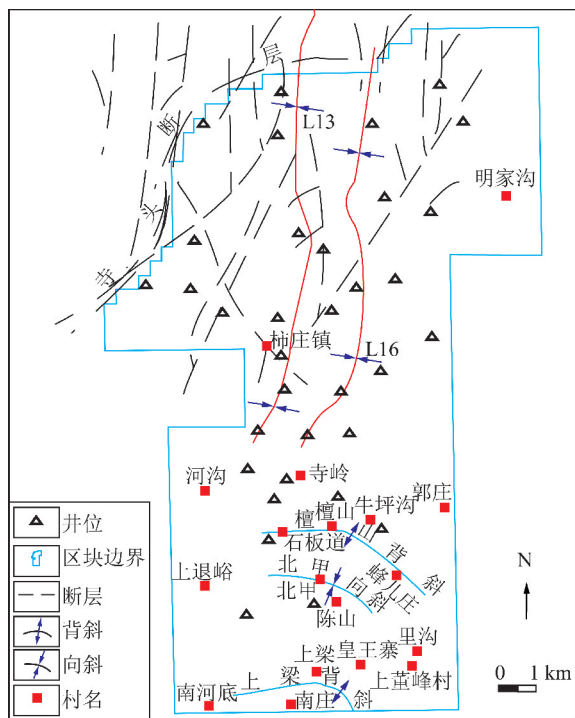 寺头断层
L13
明家沟
柿庄镇
L16
河沟
寺岭
郭庄
牛坪沟
檀山
檀山背斜
石板道
上退峪
北甲向斜
北甲
蜂儿庄
陈山
里沟
皇王寨
上梁
上董峰村
上梁背斜
南河底
南庄
井位
区块边界
断层
背斜
向斜
村名
N
0 1 km